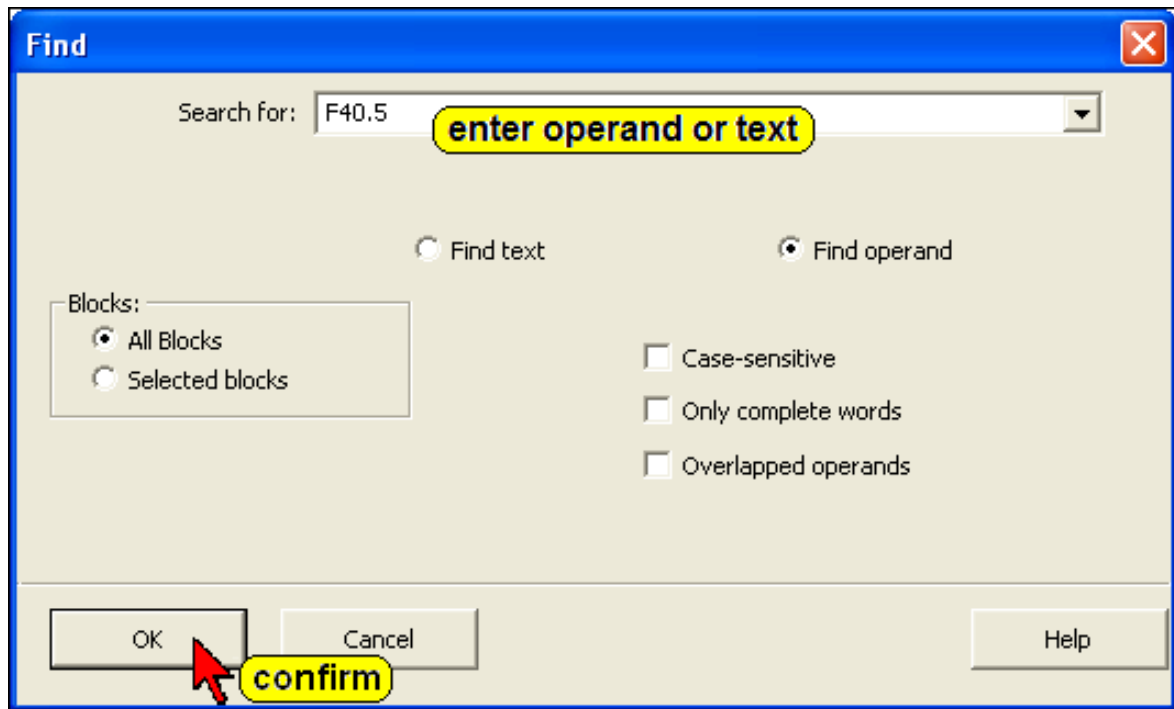 Find
Search for: F40.5
enter operand or text
Find text Find operand
Blocks:
All Blocks
Selected blocks
Case-sensitive
Only complete words
Overlapped operands
OK Cancel Help
confirm